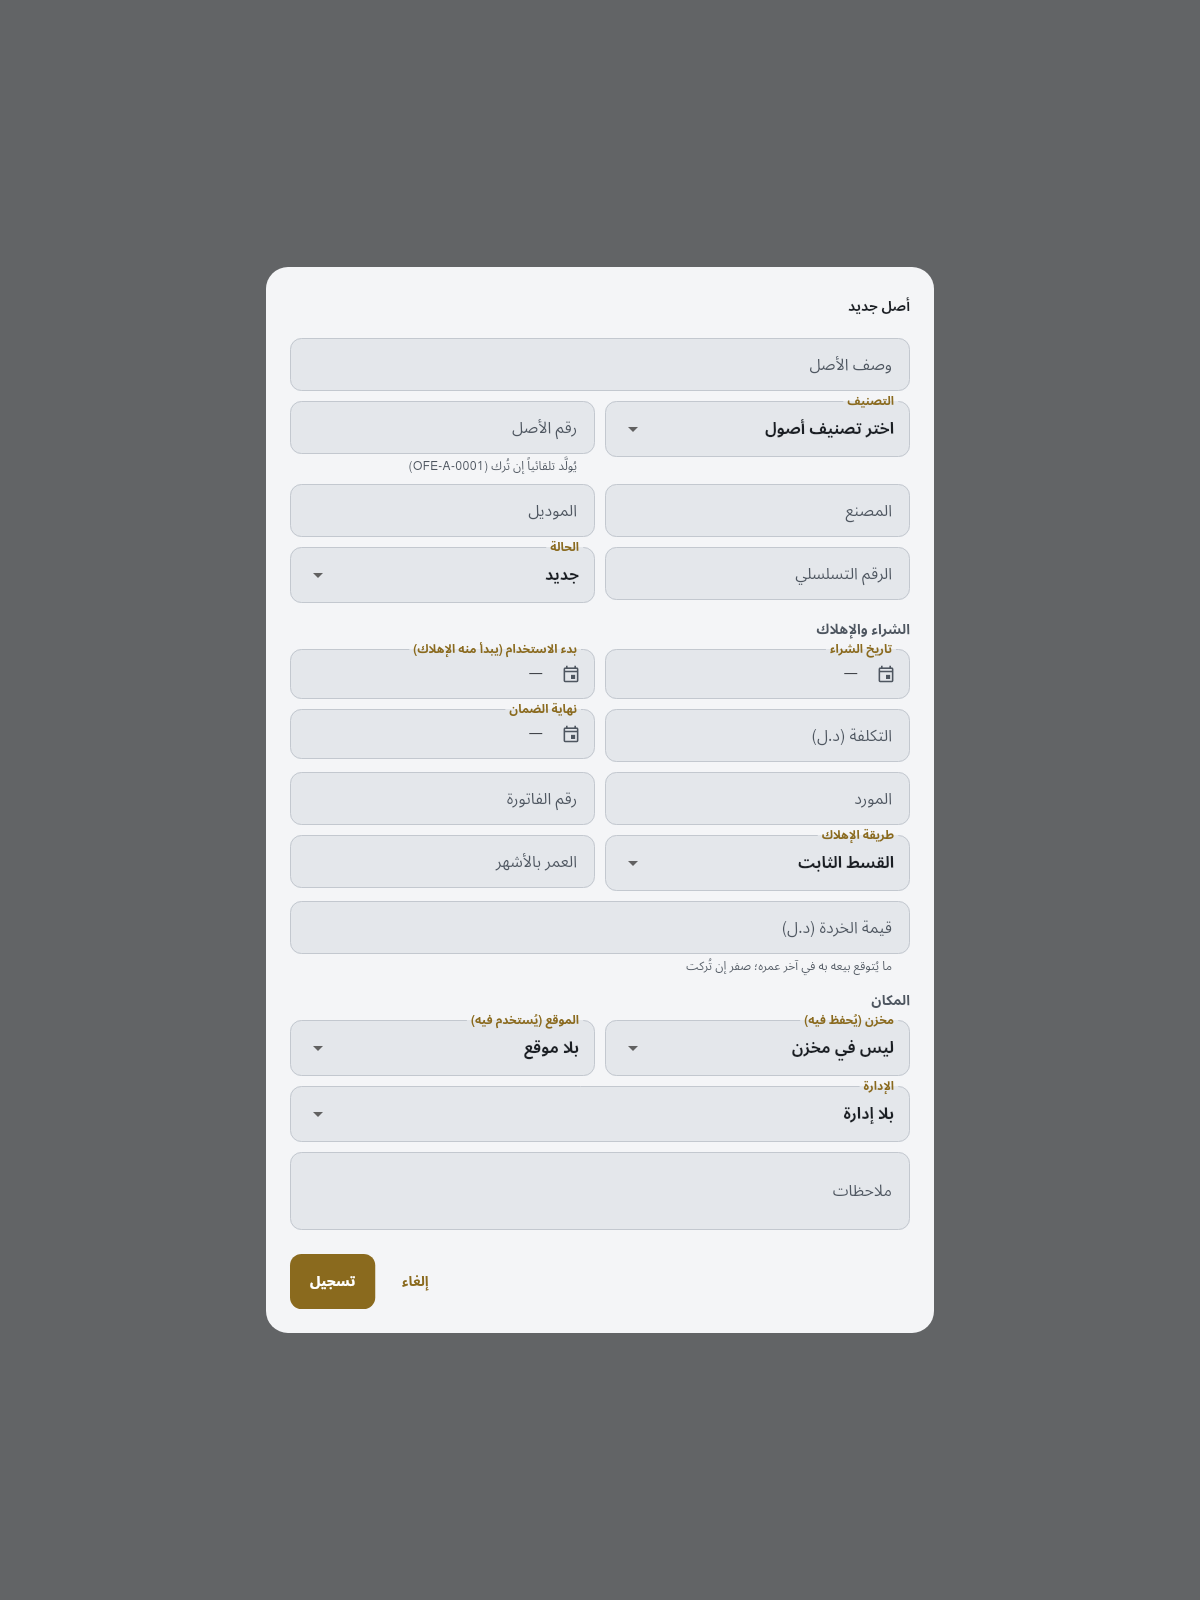 أصل جديد
وصف الأصل
التصنيف
اختر تصنيف أصول
رقم الأصل
يُولَّد تلقائياً إن تُرك (OFE-A-0001)
المصنع
الموديل
الرقم التسلسلي
الحالة
جديد
الشراء والإهلاك
تاريخ الشراء
—
بدء الاستخدام (يبدأ منه الإهلاك)
—
التكلفة (د.ل)
نهاية الضمان
—
المورد
رقم الفاتورة
طريقة الإهلاك
القسط الثابت
العمر بالأشهر
قيمة الخردة (د.ل)
ما يُتوقع بيعه به في آخر عمره؛ صفر إن تُركت
المكان
مخزن (يُحفظ فيه)
ليس في مخزن
الموقع (يُستخدم فيه)
بلا موقع
الإدارة
بلا إدارة
ملاحظات
إلغاء
تسجيل